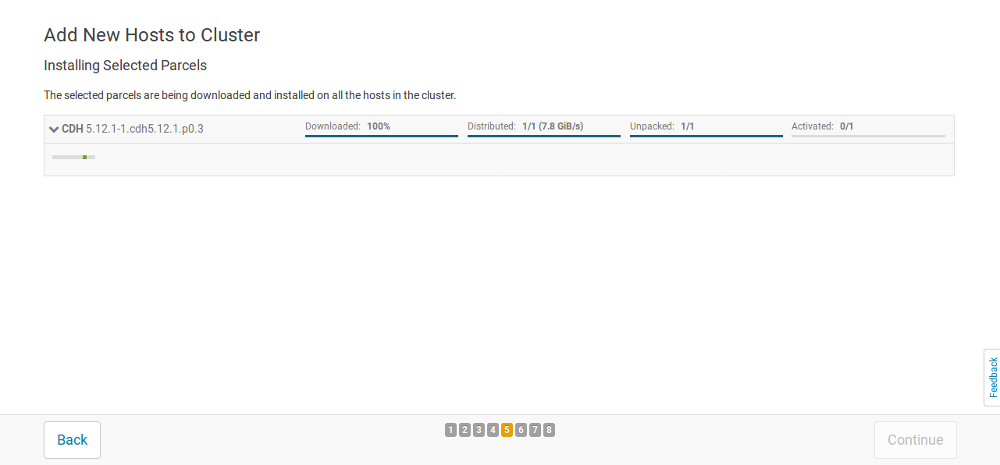 Add New Hosts to Cluster
Installing Selected Parcels
The selected parcels are being downloaded and installed on all the hosts in the cluster.
CDH 5.12.1-1.cdh5.12.1.p0.3 Downloaded: 100% Distributed: 1/1 (7.8 GiB/s) Unpacked: 1/1 Activated: 0/1
Feedback
Back 1 2 3 4 5 6 7 8 Continue